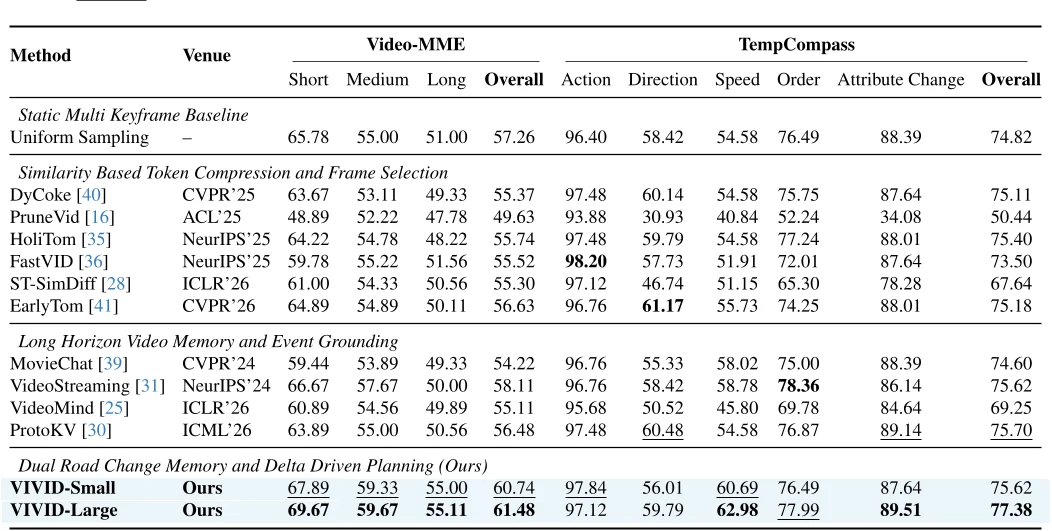 Method Venue Video-MME TempCompass
Short Medium Long Overall Action Direction Speed Order Attribute Change Overall
Static Multi Keyframe Baseline
Uniform Sampling – 65.78 55.00 51.00 57.26 96.40 58.42 54.58 76.49 88.39 74.82
Similarity Based Token Compression and Frame Selection
DyCoke [40] CVPR'25 63.67 53.11 49.33 55.37 97.48 60.14 54.58 75.75 87.64 75.11
PruneVid [16] ACL'25 48.89 52.22 47.78 49.63 93.88 30.93 40.84 52.24 34.08 50.44
HoliTom [35] NeurIPS'25 64.22 54.78 48.22 55.74 97.48 59.79 54.58 77.24 88.01 75.40
FastVID [36] NeurIPS'25 59.78 55.22 51.56 55.52 98.20 57.73 51.91 72.01 87.64 73.50
ST-SimDiff [28] ICLR'26 61.00 54.33 50.56 55.30 97.12 46.74 51.15 65.30 78.28 67.64
EarlyTom [41] CVPR'26 64.89 54.89 50.11 56.63 96.76 61.17 55.73 74.25 88.01 75.18
Long Horizon Video Memory and Event Grounding
MovieChat [39] CVPR'24 59.44 53.89 49.33 54.22 96.76 55.33 58.02 75.00 88.39 74.60
VideoStreaming [31] NeurIPS'24 66.67 57.67 50.00 58.11 96.76 58.42 58.78 78.36 86.14 75.62
VideoMind [25] ICLR'26 60.89 54.56 49.89 55.11 95.68 50.52 45.80 69.78 84.64 69.25
ProtoKV [30] ICML'26 63.89 55.00 50.56 56.48 97.48 60.48 54.58 76.87 89.14 75.70
Dual Road Change Memory and Delta Driven Planning (Ours)
VIVID-Small Ours 67.89 59.33 55.00 60.74 97.84 56.01 60.69 76.49 87.64 75.62
VIVID-Large Ours 69.67 59.67 55.11 61.48 97.12 59.79 62.98 77.99 89.51 77.38